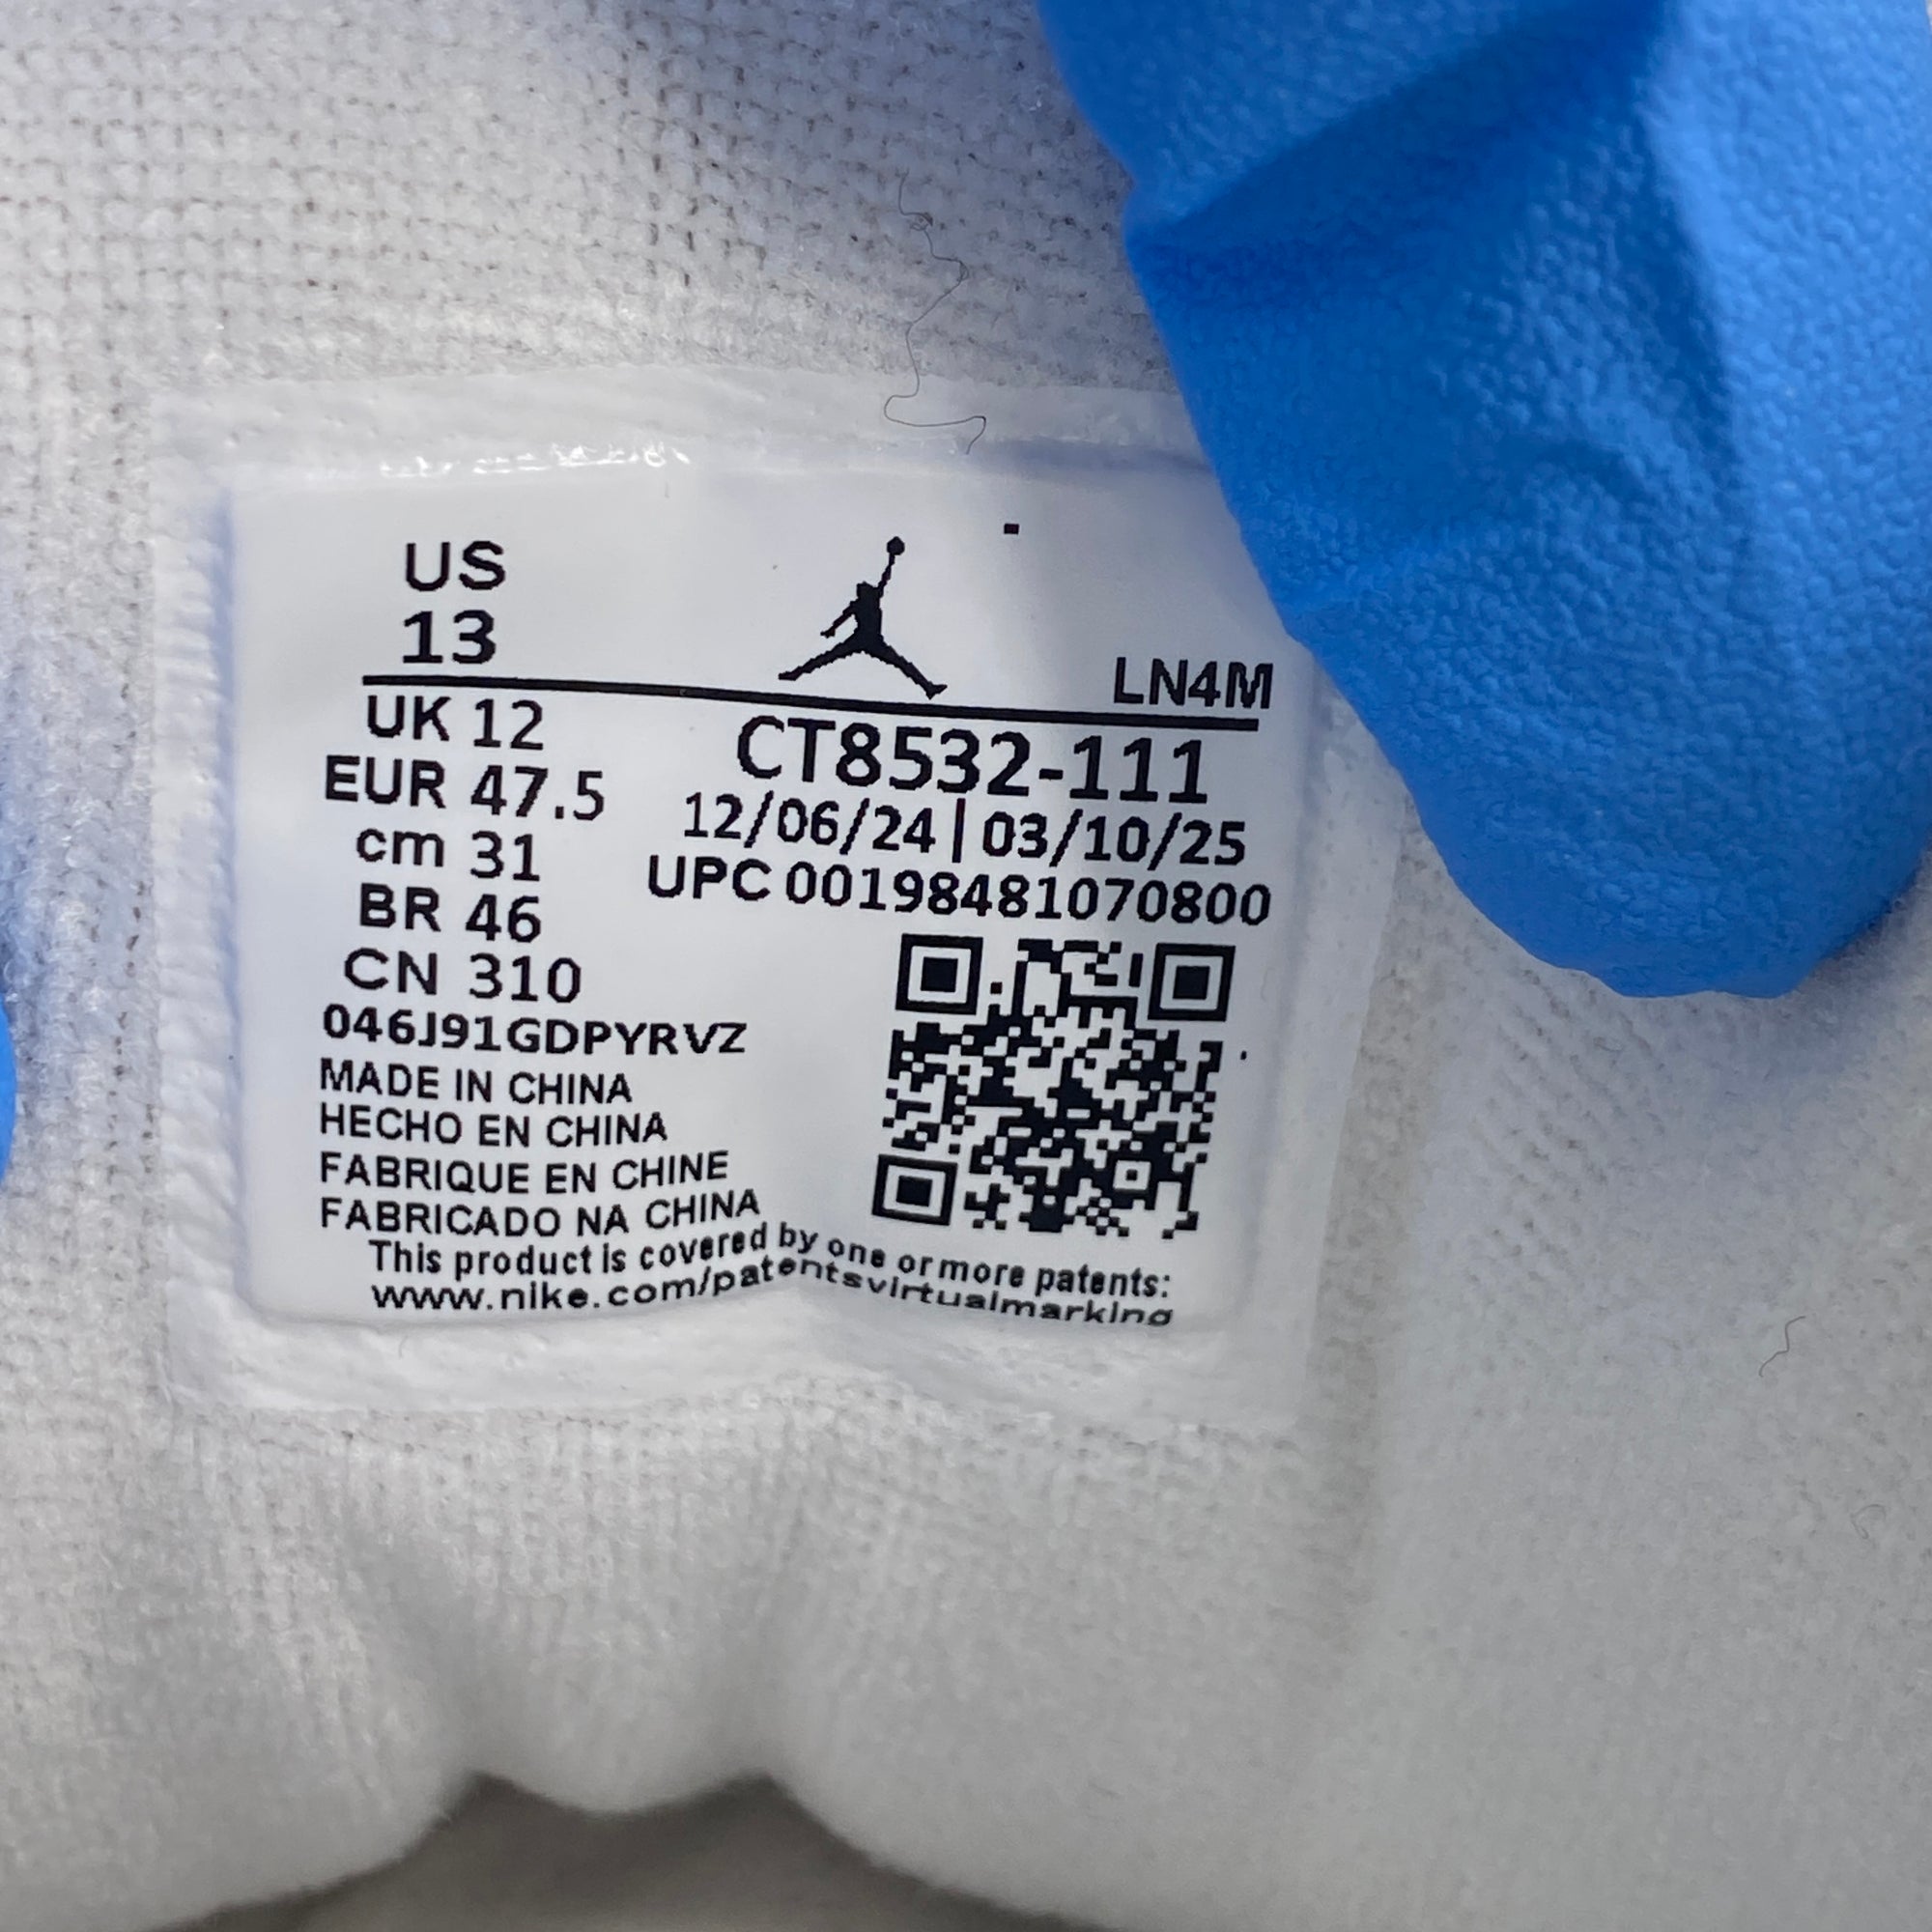 US
13
LN4M
UK 12
EUR 47.5
cm 31
BR 46
CN 310
CT8532-111
12/06/24 | 03/10/25
UPC 00198481070800
046J91GDPYRVZ
MADE IN CHINA
HECHO EN CHINA
FABRIQUE EN CHINE
FABRICADO NA CHINA
This product is covered by one or more patents:
www.nike.com/patentsvirtualmarking